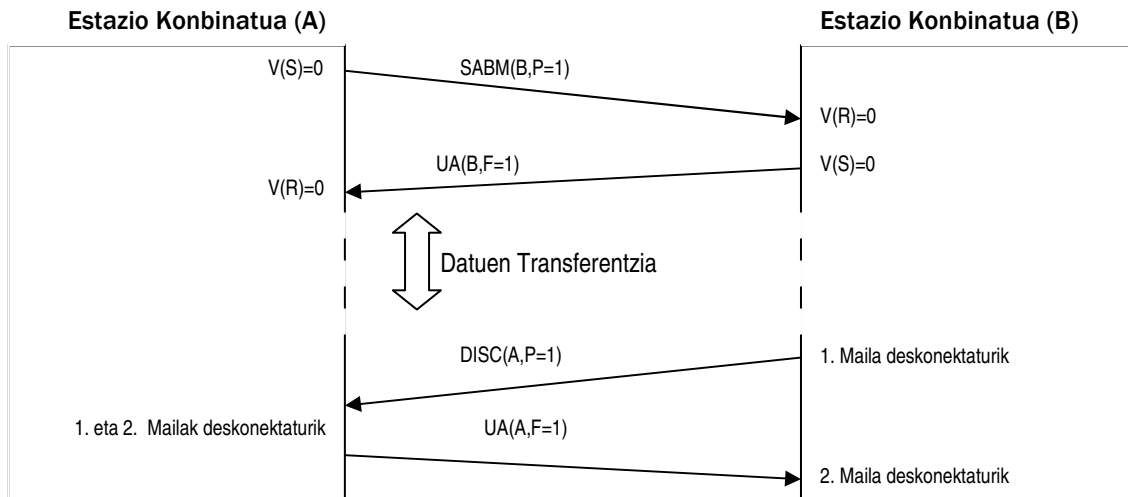 Estazio Konbinatua (A)
Estazio Konbinatua (B)
V(S)=0
SABM(B,P=1)
V(R)=0
UA(B,F=1)
V(S)=0
V(R)=0
Datuen Transferentzia
DISC(A,P=1)
1. Maila deskonektaturik
1. eta 2. Mailak deskonektaturik
UA(A,F=1)
2. Maila deskonektaturik